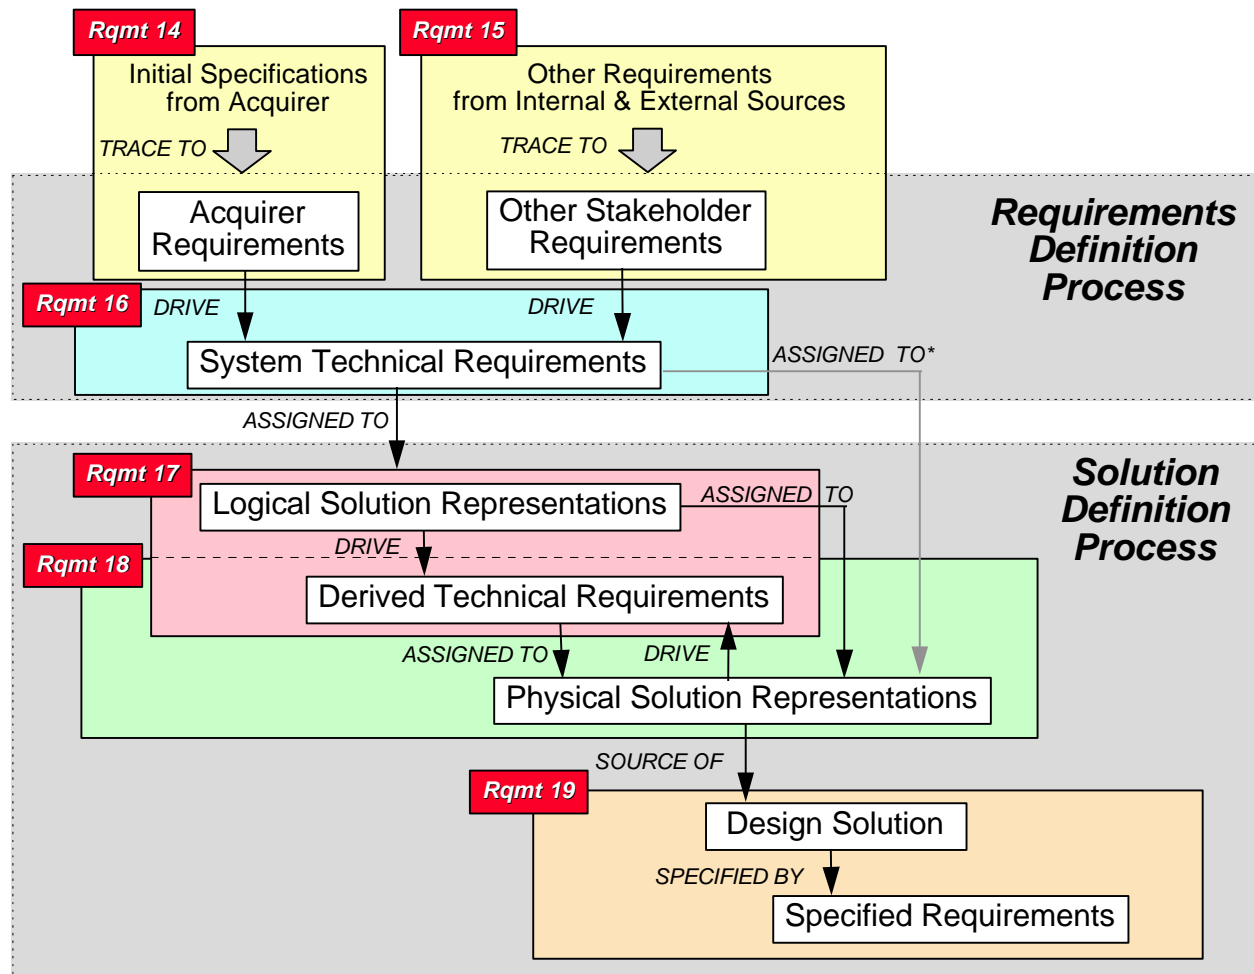 Rqmt 14
Initial Specifications
from Acquirer
TRACE TO
Acquirer
Requirements
Rqmt 15
Other Requirements
from Internal & External Sources
TRACE TO
Other Stakeholder
Requirements
Requirements
Definition
Process
Rqmt 16
DRIVE
DRIVE
System Technical Requirements
ASSIGNED TO*
ASSIGNED TO
Rqmt 17
Solution
Definition
Process
Logical Solution Representations
ASSIGNED TO
DRIVE
Rqmt 18
Derived Technical Requirements
ASSIGNED TO
DRIVE
Physical Solution Representations
SOURCE OF
Rqmt 19
Design Solution
SPECIFIED BY
Specified Requirements